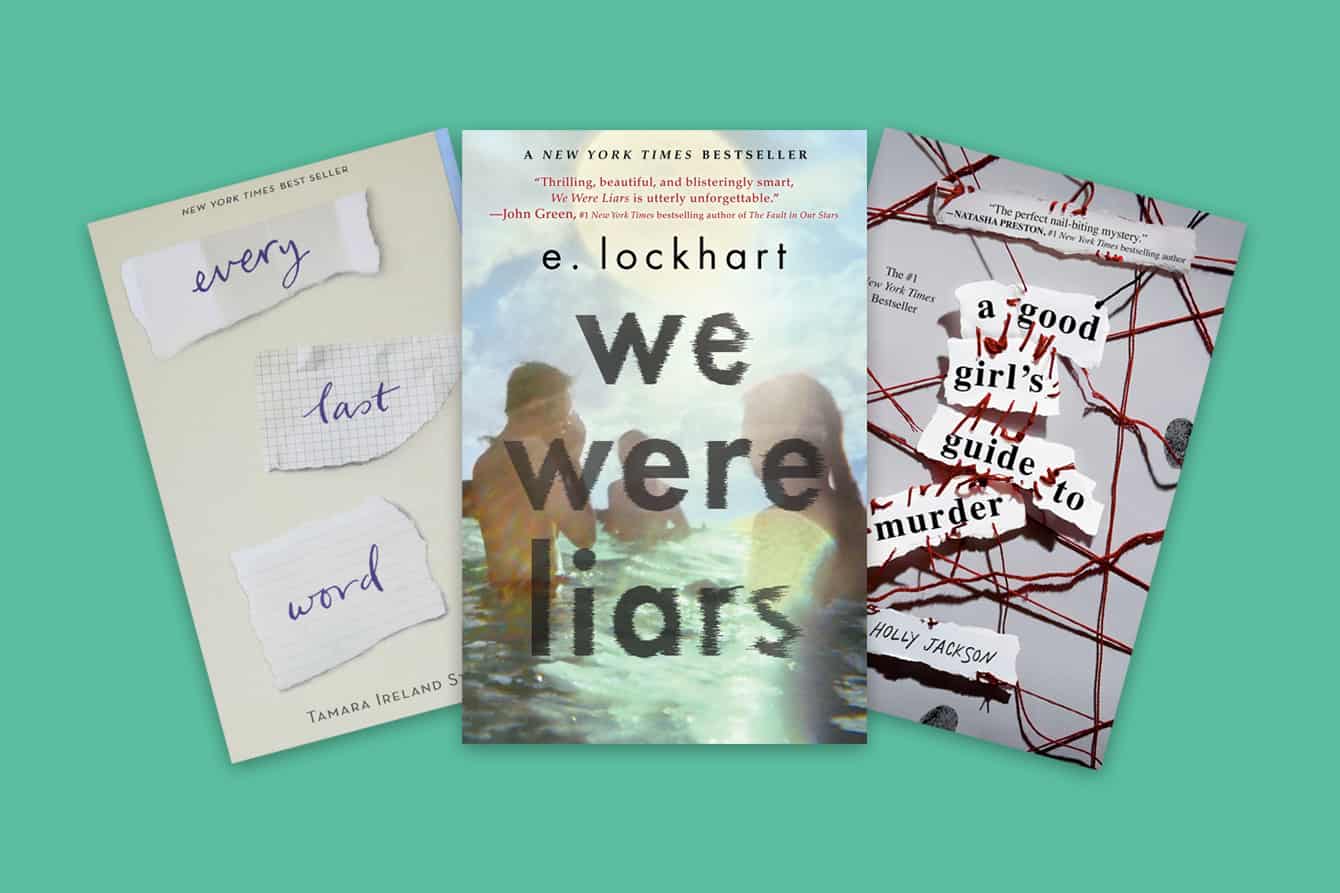 NEW YORK TIMES BEST SELLER
every
last
word
TAMARA IRELAND
A NEW YORK TIMES BESTSELLER
“Thrilling, beautiful, and blisteringly smart,
We Were Liars is utterly unforgettable.”
—John Green, #1 New York Times bestselling author of The Fault in Our Stars
e. lockhart
we
were
liars
“The perfect nail-biting mystery.”
—NATASHA PRESTON, #1 New York Times bestselling author
The #1
York Times
Bestseller
a good
girl’s
guide
to
murder
HOLLY JACKSON